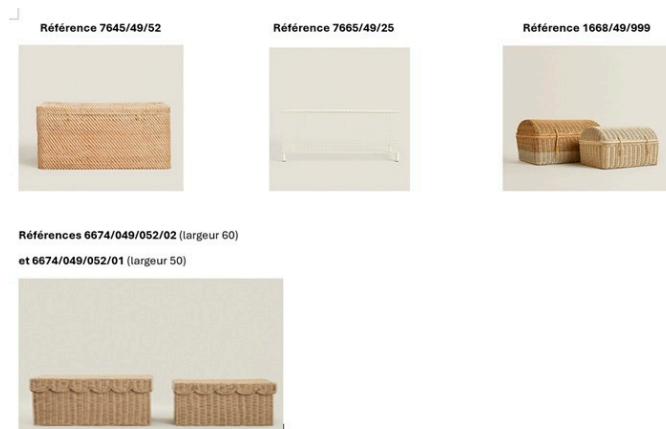 Référence 7645/49/52
Référence 7665/49/25
Référence 1668/49/999
Références 6674/049/052/02 (largeur 60)
et 6674/049/052/01 (largeur 50)